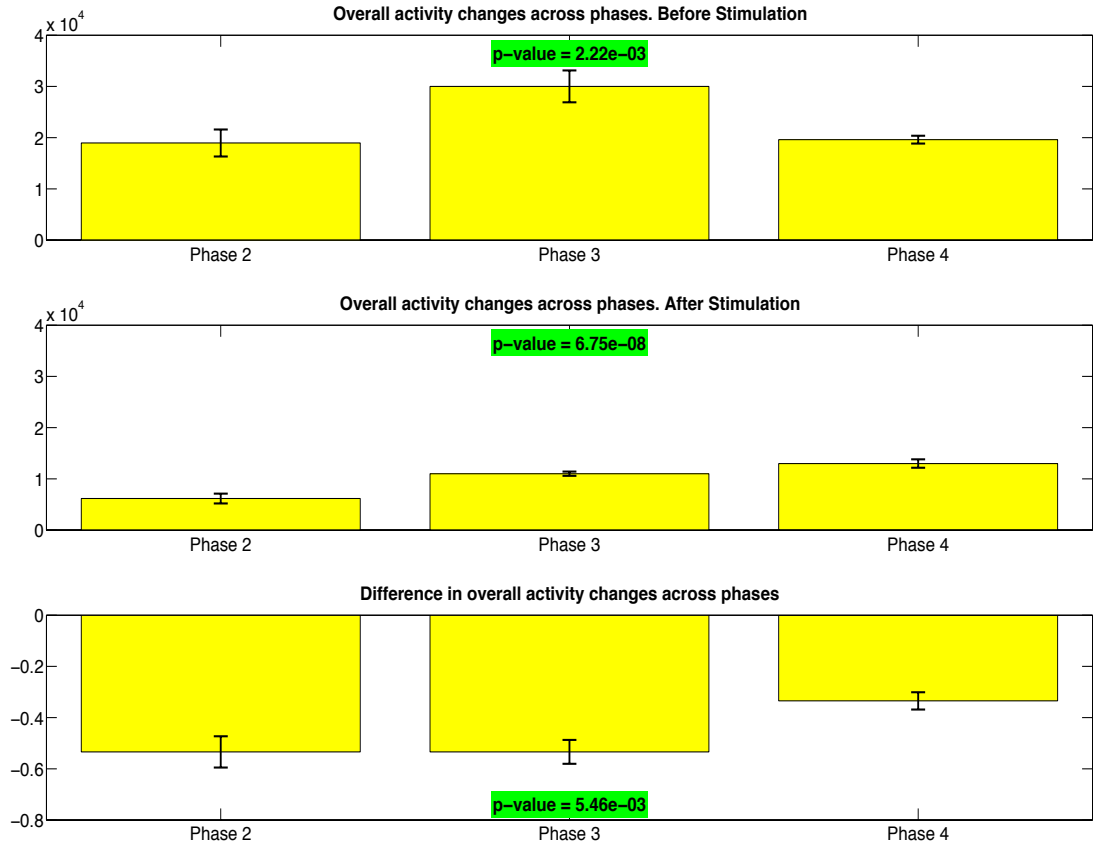 Overall activity changes across phases. Before Stimulation
x 10^4
4
p-value = 2.22e-03
3
2
1
0
Phase 2 Phase 3 Phase 4
Overall activity changes across phases. After Stimulation
x 10^4
4
p-value = 6.75e-08
3
2
1
0
Phase 2 Phase 3 Phase 4
Difference in overall activity changes across phases
0
-0.2
-0.4
-0.6
p-value = 5.46e-03
-0.8
Phase 2 Phase 3 Phase 4